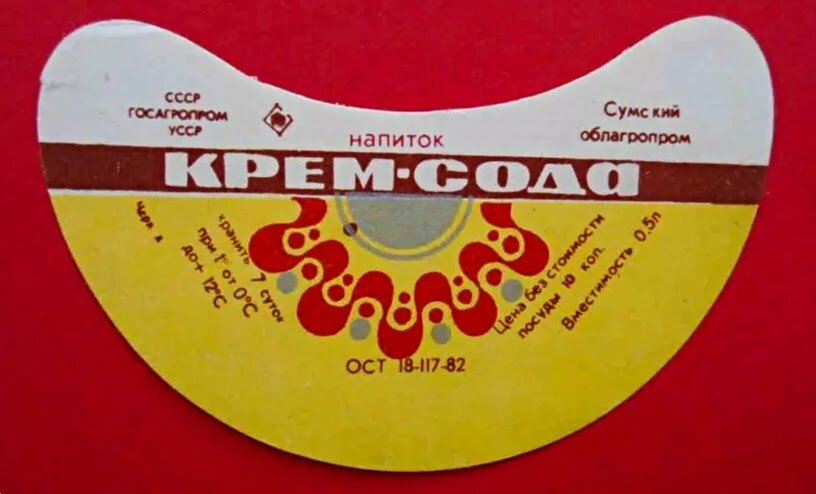 СССР
ГОСАГРОПРОМ
УССР
Сумский
облагропром
напиток
КРЕМ-СОДА
хранить 7 суток
при t° от 0°С
до + 12°С
Цена без стоимости
посуды 10 коп.
Вместимость 0.5л
ОСТ 18-117-82